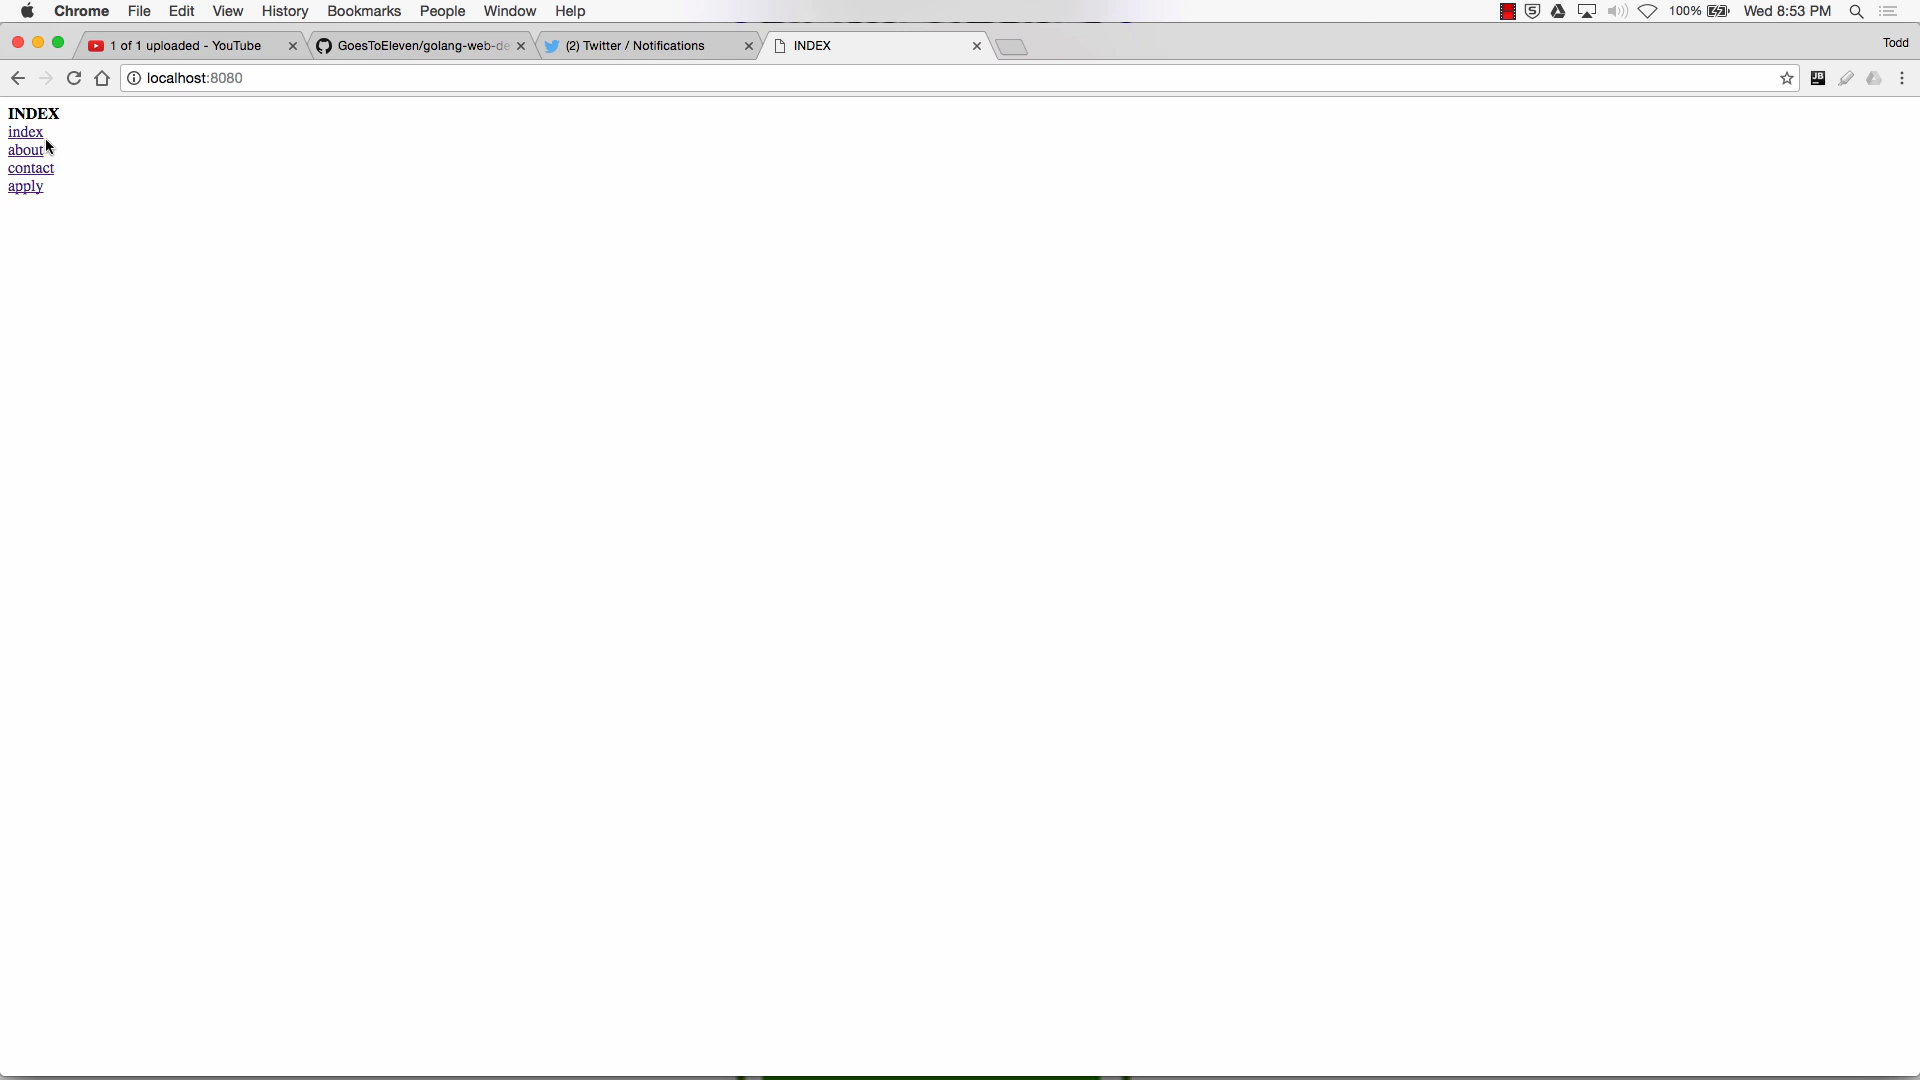 Chrome File Edit View History Bookmarks People Window Help 100% Wed 8:53 PM
1 of 1 uploaded - YouTube GoesToEleven/golang-web-de (2) Twitter / Notifications INDEX Todd
localhost:8080 JB
INDEX
index
about
contact
apply